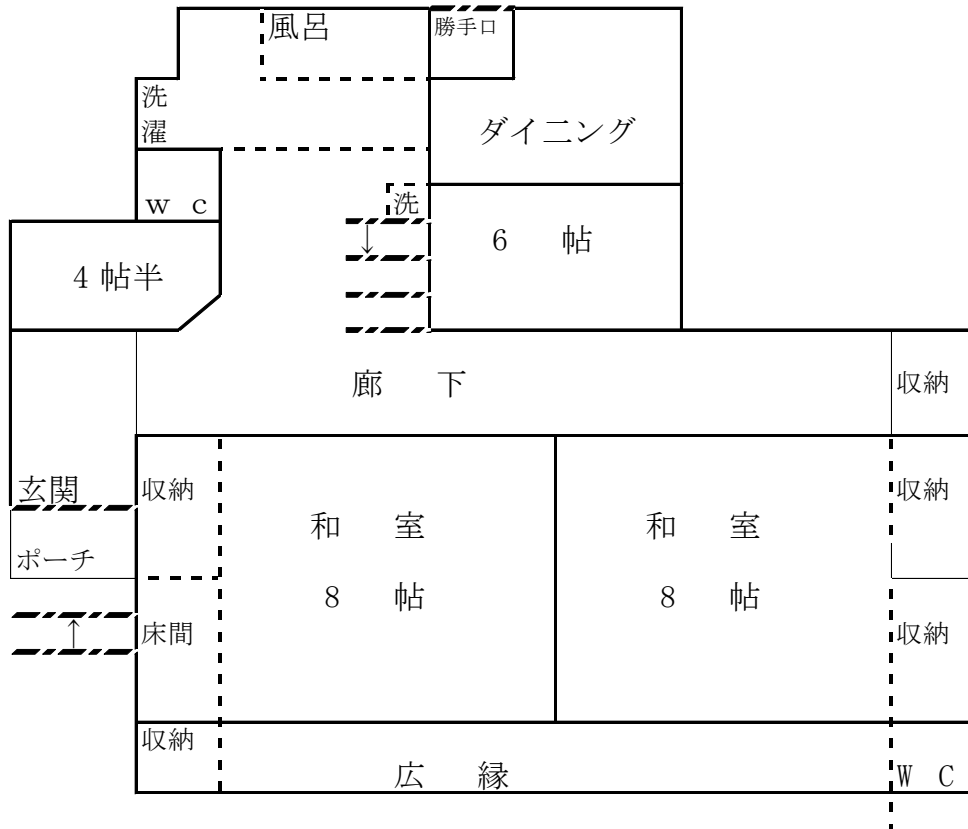 風呂
勝手口
洗
濯
ダイニング
ｗ ｃ
洗
6 帖
4 帖半
↓
廊 下
収納
玄関
収納
和 室
和 室
収納
ポーチ
8 帖
8 帖
↑
床間
収納
収納
広 縁
W C